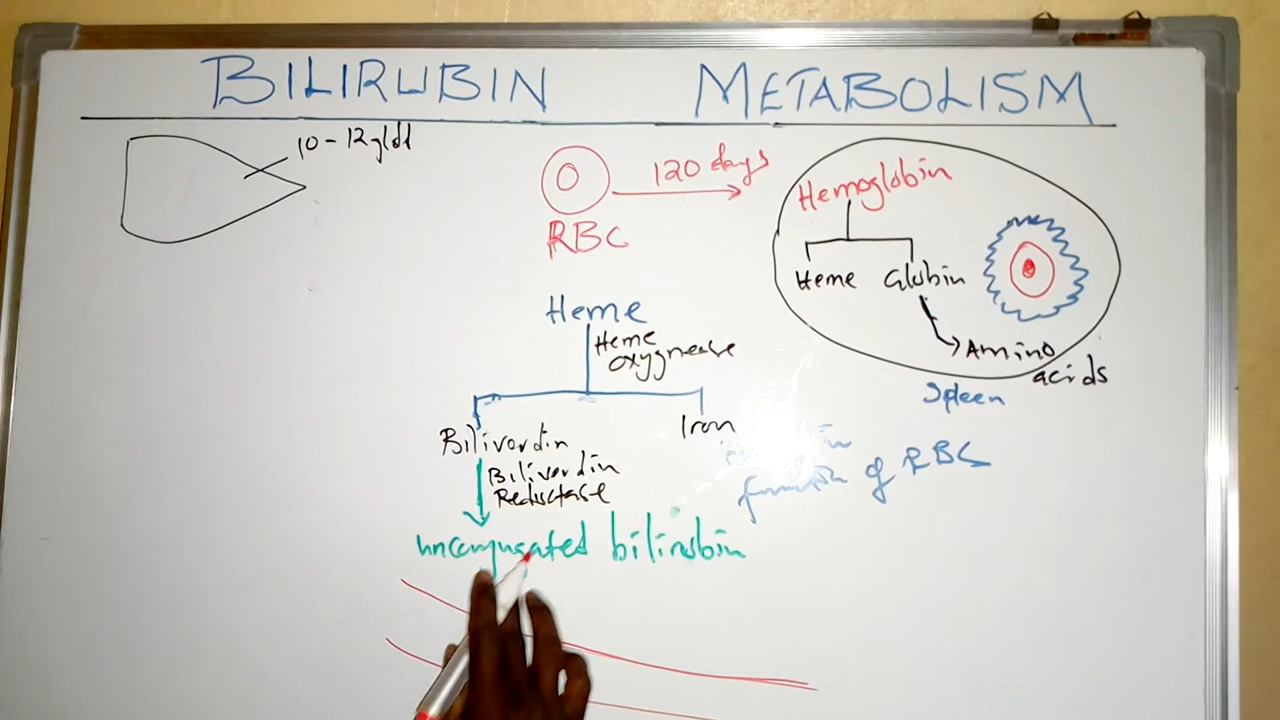 BILIRUBIN METABOLISM
10-12g/dl
RBC
120 days
Hemoglobin
Heme Globin
Amino
acids
Spleen
Heme
Heme
oxygnease
Biliverdin
Iron
Biliverdin
Reductase
unconjugated bilirubin
of RBC